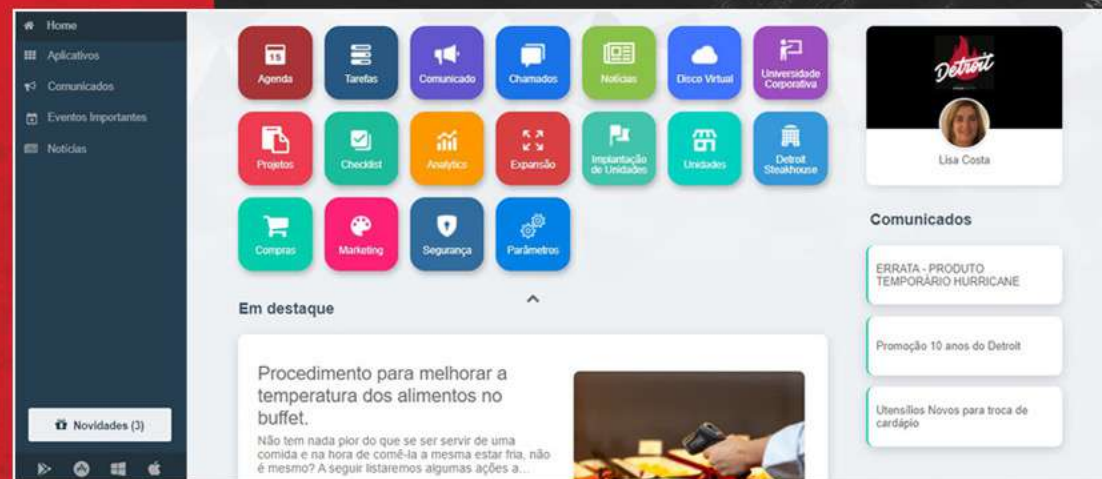 Home
Aplicativos
Comunicados
Eventos Importantes
Notícias
Novidades (3)
15
Agenda
Tarefas
Comunicado
Chamados
Notícias
Disco Virtual
Universidade
Corporativa
Projetos
Checklist
Analytics
Expansão
Implantação
de Unidades
Unidades
Detroit
Steakhouse
Compras
Marketing
Segurança
Parâmetros
Em destaque
Procedimento para melhorar a
temperatura dos alimentos no
buffet.
Não tem nada pior do que se ser servir de uma
comida e na hora de comê-la a mesma estar fria, não
é mesmo? A seguir listaremos algumas ações a...
Detroit
Lisa Costa
Comunicados
ERRATA - PRODUTO
TEMPORÁRIO HURRICANE
Promoção 10 anos do Detroit
Utensílios Novos para troca de
cardápio